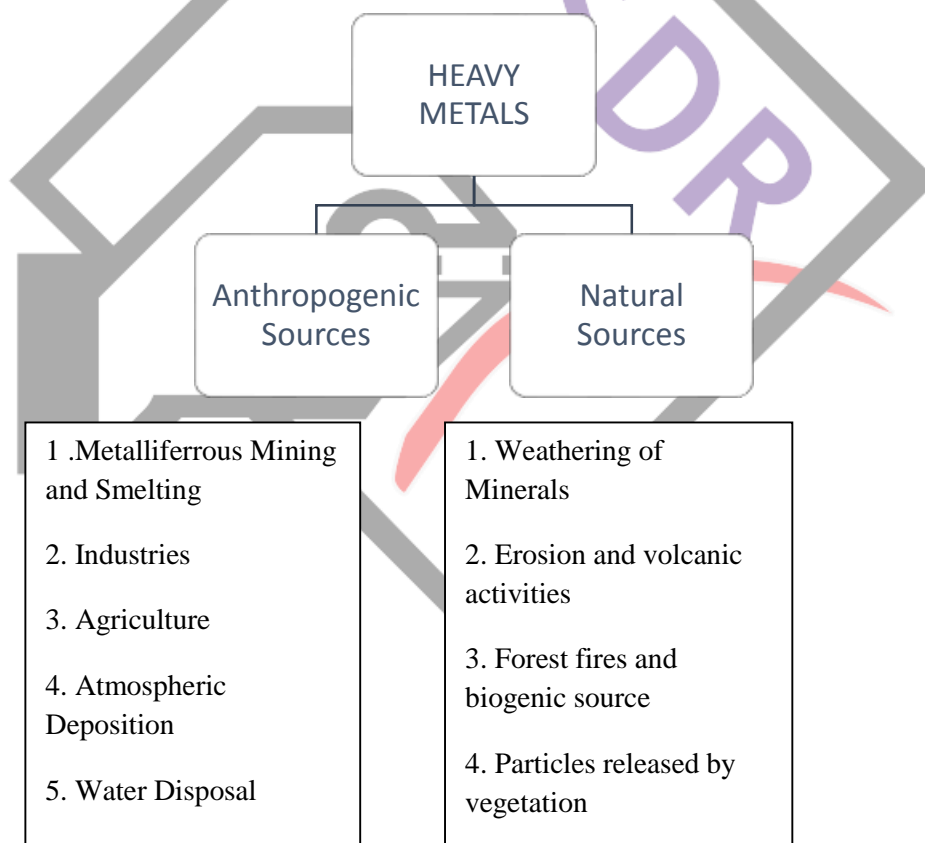 HEAVY
METALS
Anthropogenic
Sources
Natural
Sources
1 .Metalliferrous Mining
and Smelting
2. Industries
3. Agriculture
4. Atmospheric
Deposition
5. Water Disposal
1. Weathering of
Minerals
2. Erosion and volcanic
activities
3. Forest fires and
biogenic source
4. Particles released by
vegetation
DR